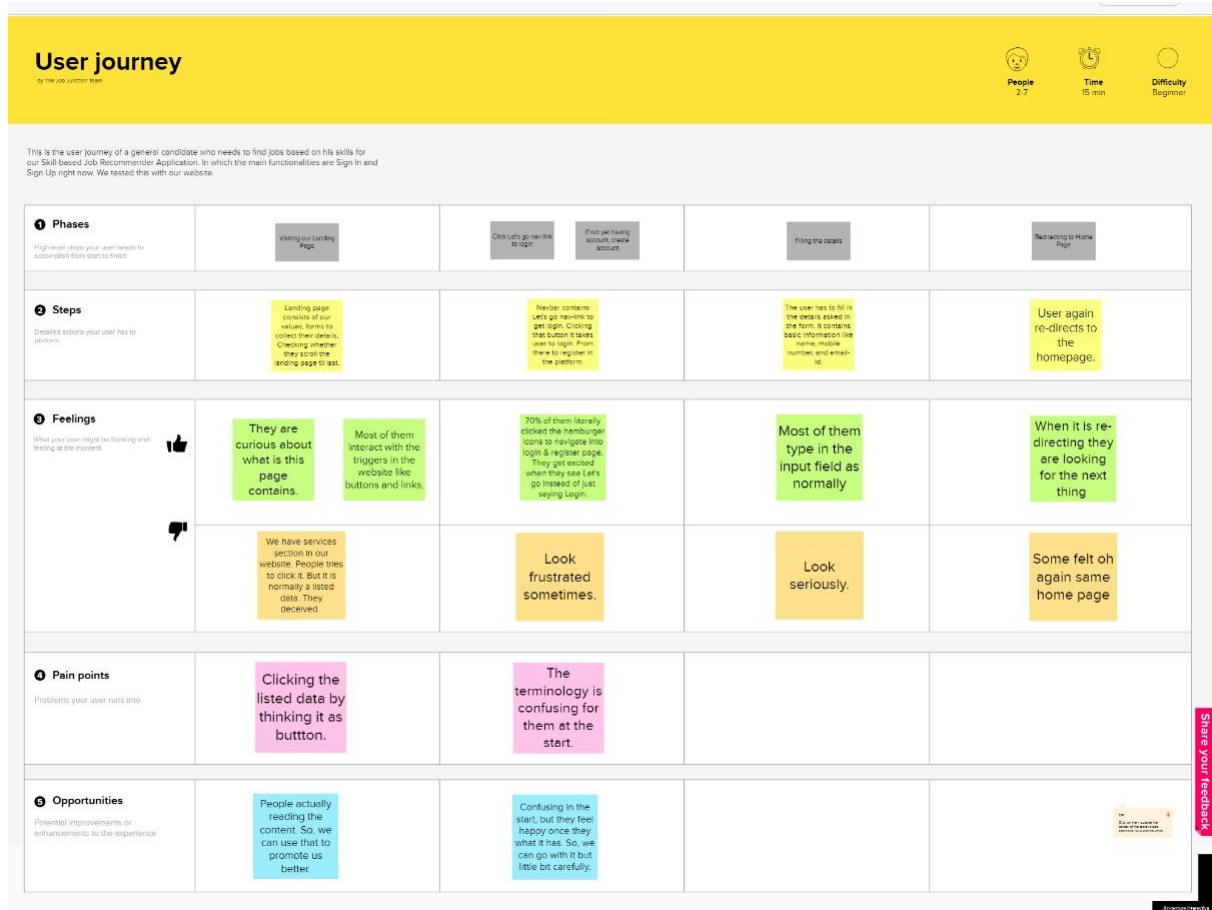 User journey
by The Job Junction Team
People
2-7
Time
15 min
Difficulty
Beginner
This is the user journey of a general candidate who needs to find jobs based on his skills for
our Skill-based Job Recommender Application. In which the main functionalities are Sign In and
Sign Up right now. We tested this with our website.
1 Phases
High-level steps your user needs to
accomplish from start to finish
Visiting our Landing
Page
Click Let's go nav link
to login
If not yet having
account, create
account
Filling the details
Redirecting to Home
Page
2 Steps
Detailed actions your user has to
perform
Landing page
consists of our
values, forms to
collect their details.
Checking whether
they scroll the
landing page til last.
Navbar contains
Let's go nav-link to
get login. Clicking
that button it takes
user to login. From
there to register in
the platform.
The user has to fill in
the details asked in
the form. It contains
basic information like
name, mobile
number, and email-
id.
User again
re-directs to
the
homepage.
3 Feelings
What your user might be thinking and
feeling at the moment
They are
curious about
what is this
page
contains.
Most of them
interact with the
triggers in the
website like
buttons and links.
70% of them literally
clicked the hamburger
icons to navigate into
login & register page.
They get excited
when they see Let's
go instead of just
saying Login.
Most of them
type in the
input field as
normally
When it is re-
directing they
are looking
for the next
thing
We have services
section in our
website. People tries
to click it. But it is
normally a listed
data. They
deceived
Look
frustrated
sometimes.
Look
seriously.
Some felt oh
again same
home page
4 Pain points
Problems your user runs into
Clicking the
listed data by
thinking it as
buttton.
The
terminology is
confusing for
them at the
start.
5 Opportunities
Potential improvements or
enhancements to the experience
People actually
reading the
content. So, we
can use that to
promote us
better.
Confusing in the
start, but they feel
happy once they
what it has. So, we
can go with it but
little bit carefully.
Share your feedback